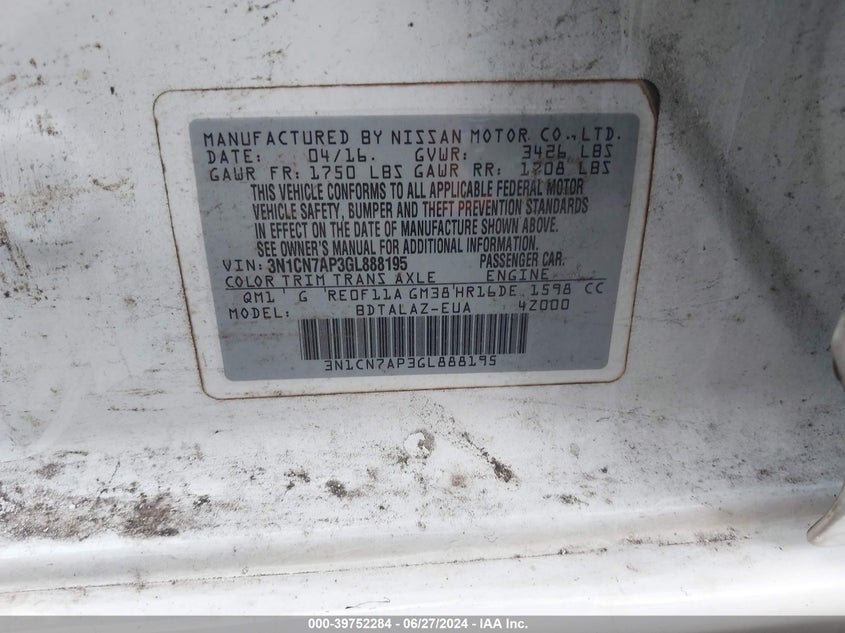 MANUFACTURED BY NISSAN MOTOR CO.,LTD.
DATE: 04/16. GVWR: 3426 LBS
GAWR FR: 1750 LBS GAWR RR: 1708 LBS
THIS VEHICLE CONFORMS TO ALL APPLICABLE FEDERAL MOTOR
VEHICLE SAFETY, BUMPER AND THEFT PREVENTION STANDARDS
IN EFFECT ON THE DATE OF MANUFACTURE SHOWN ABOVE.
SEE OWNER'S MANUAL FOR ADDITIONAL INFORMATION.
VIN: 3N1CN7AP3GL888195 PASSENGER CAR.
COLOR TRIM TRANS AXLE ENGINE
QM1 G RE0F11A GM38 HR16DE 1598 CC
MODEL: BDTALAZ-EUA 4Z000
3N1CN7AP3GL888195
000-39752284 - 06/27/2024 - IAA Inc.